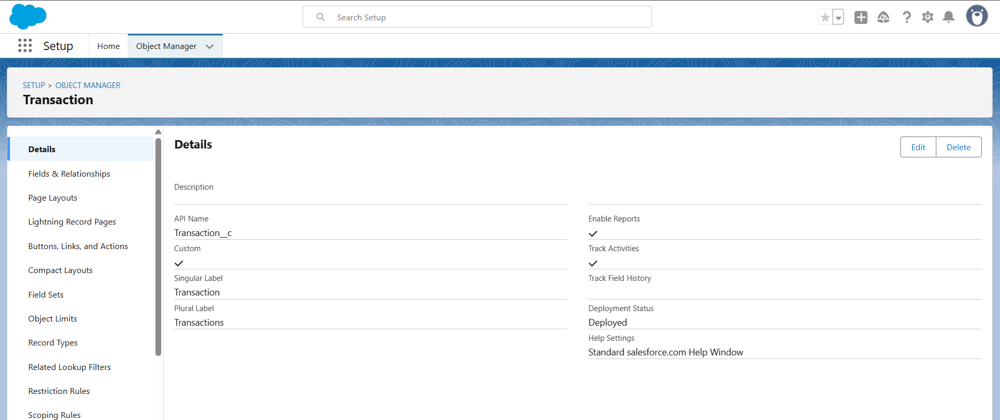 Search Setup
Setup
Home
Object Manager
SETUP > OBJECT MANAGER
Transaction
Details
Fields & Relationships
Page Layouts
Lightning Record Pages
Buttons, Links, and Actions
Compact Layouts
Field Sets
Object Limits
Record Types
Related Lookup Filters
Restriction Rules
Scoping Rules
Details
Edit
Delete
Description
API Name
Transaction__c
Custom
Singular Label
Transaction
Plural Label
Transactions
Enable Reports
Track Activities
Track Field History
Deployment Status
Deployed
Help Settings
Standard salesforce.com Help Window